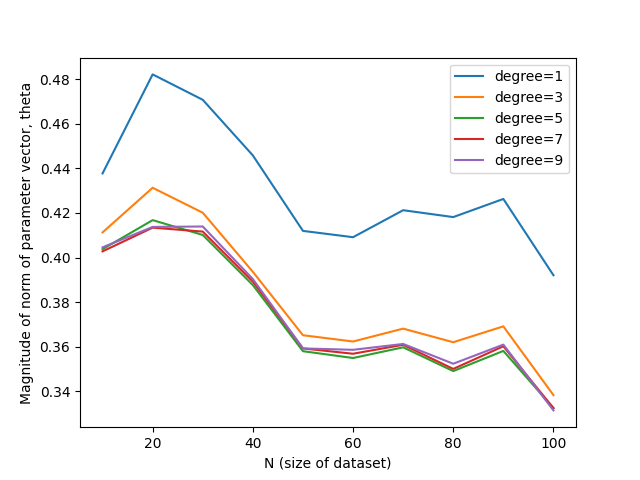 0.48
0.46
0.44
0.42
0.40
0.38
0.36
0.34
Magnitude of norm of parameter vector, theta
20
40
60
80
100
N (size of dataset)
degree=1
degree=3
degree=5
degree=7
degree=9